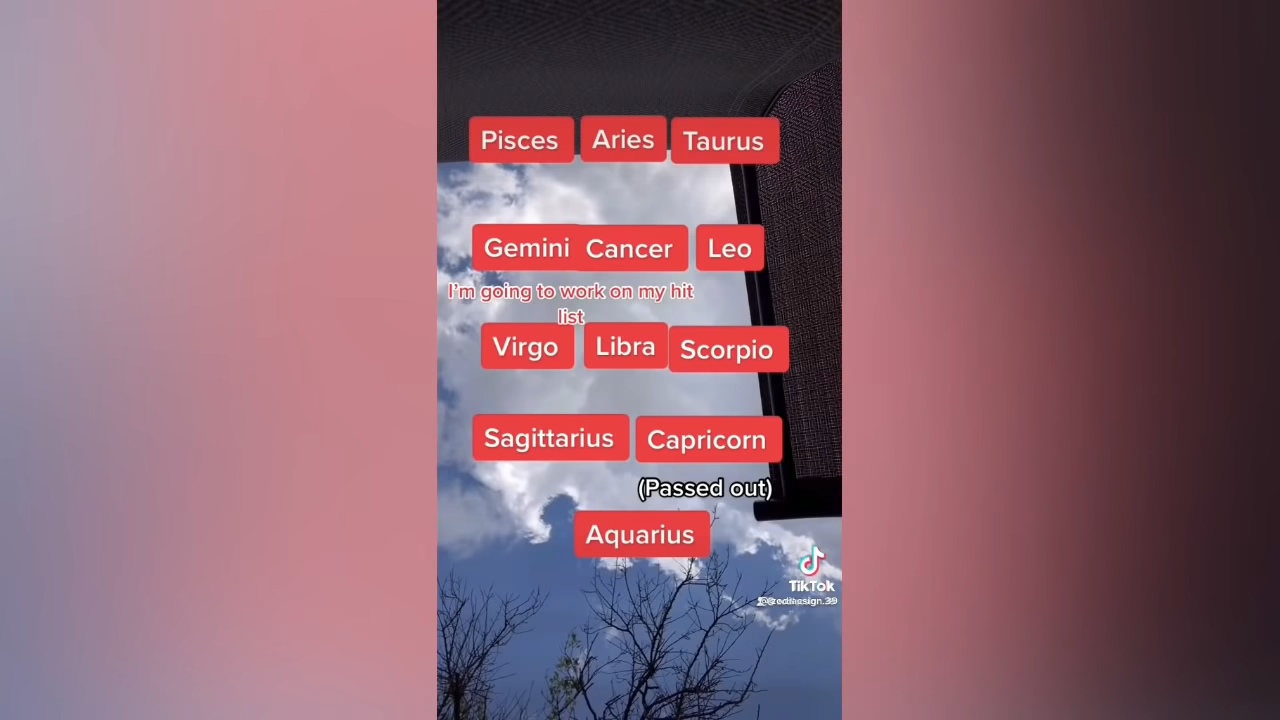 Pisces Aries Taurus
Gemini Cancer Leo
I'm going to work on my hit
list
Virgo Libra Scorpio
Sagittarius Capricorn
(Passed out)
Aquarius
TikTok